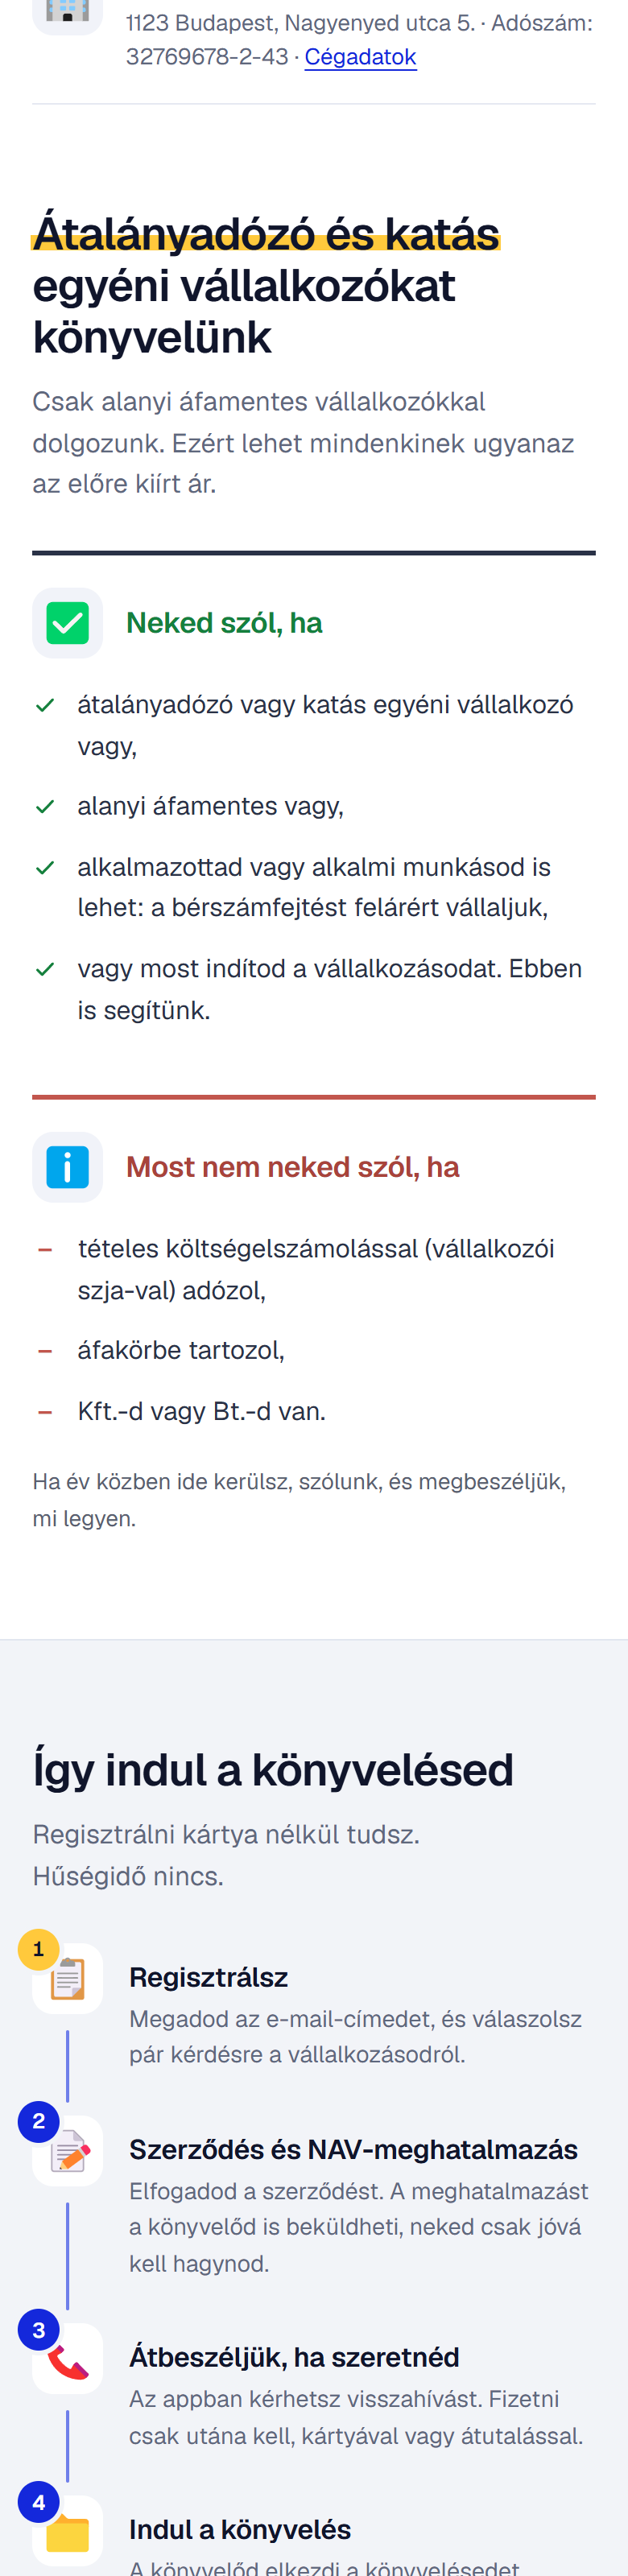 1123 Budapest, Nagyenyed utca 5. · Adószám:
32769678-2-43 · Cégadatok
Átalányadózó és katás
egyéni vállalkozókat
könyvelünk
Csak alanyi áfamentes vállalkozókkal
dolgozunk. Ezért lehet mindenkinek ugyanaz
az előre kiírt ár.
Neked szól, ha
átalányadózó vagy katás egyéni vállalkozó
vagy,
alanyi áfamentes vagy,
alkalmazottad vagy alkalmi munkásod is
lehet: a bérszámfejtést felárért vállaljuk,
vagy most indítod a vállalkozásodat. Ebben
is segítünk.
Most nem neked szól, ha
– tételes költségelszámolással (vállalkozói
szja-val) adózol,
– áfakörbe tartozol,
– Kft.-d vagy Bt.-d van.
Ha év közben ide kerülsz, szólunk, és megbeszéljük,
mi legyen.
Így indul a könyvelésed
Regisztrálni kártya nélkül tudsz.
Hűségidő nincs.
1
Regisztrálsz
Megadod az e-mail-címedet, és válaszolsz
pár kérdésre a vállalkozásodról.
2
Szerződés és NAV-meghatalmazás
Elfogadod a szerződést. A meghatalmazást
a könyvelőd is beküldheti, neked csak jóvá
kell hagynod.
3
Átbeszéljük, ha szeretnéd
Az appban kérhetsz visszahívást. Fizetni
csak utána kell, kártyával vagy átutalással.
4
Indul a könyvelés
A könyvelőd elkezdi a könyvelésedet